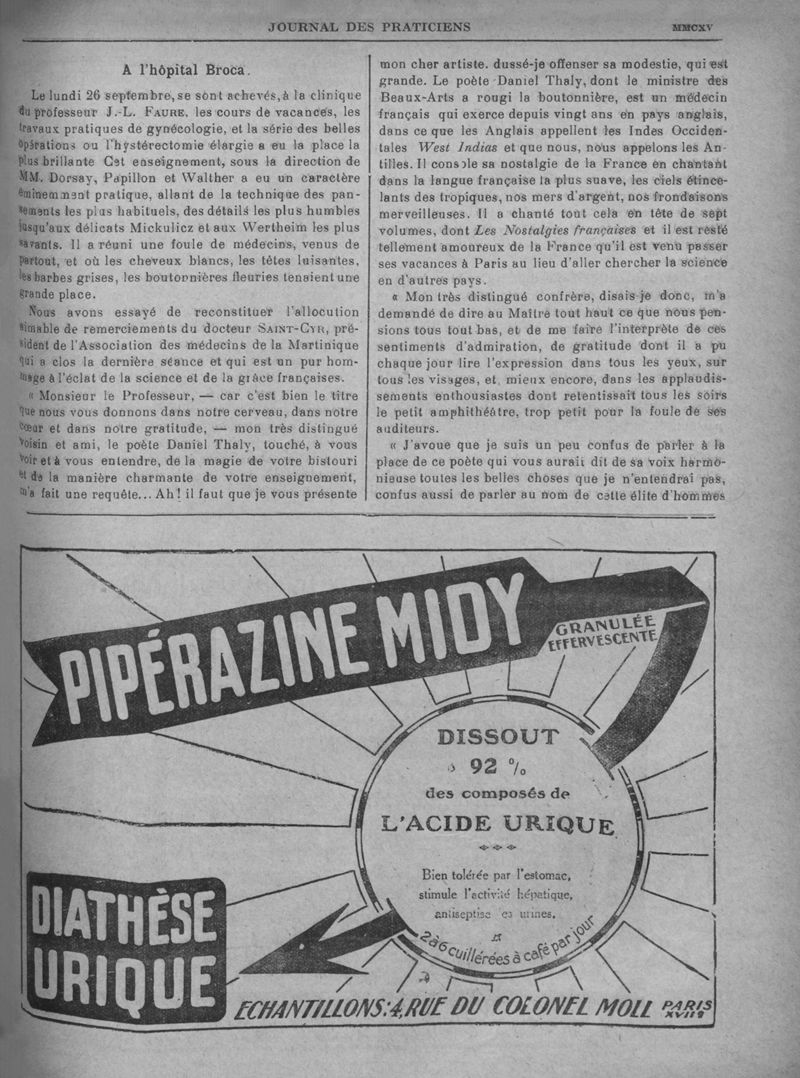 JOURNAL DES PRATICIENS
MMCXV
A l'hôpital Broca.
Le lundi 26 septembre, se sont achevés, à la clinique
du professeur J.-L. FAURE, les cours de vacances, les
travaux pratiques de gynécologie, et la série des belles
opérations ou l'hystérectomie élargie a eu la place la
plus brillante Cet enseignement, sous la direction de
MM. Dorsay, Papillon et Walther a eu un caractère
éminemment pratique, allant de la technique des pan-
sements les plus habituels, des détails les plus humbles
jusqu'aux délicats Mickulicz et aux Wertheim les plus
savants. Il a réuni une foule de médecins, venus de
partout, et où les cheveux blancs, les têtes luisantes,
les barbes grises, les boutonnières fleuries tenaient une
grande place.
Nous avons essayé de reconstituer l'allocution
aimable de remerciements du docteur SAINT-CYR, pré-
sident de l'Association des médecins de la Martinique
qui a clos la dernière séance et qui est un pur hom-
mage à l'éclat de la science et de la grâce françaises.
« Monsieur le Professeur, — car c'est bien le titre
que nous vous donnons dans notre cerveau, dans notre
cœur et dans notre gratitude, — mon très distingué
voisin et ami, le poète Daniel Thaly, touché, à vous
voir et à vous entendre, de la magie de votre bistouri
et de la manière charmante de votre enseignement,
m'a fait une requête... Ah! il faut que je vous présente
mon cher artiste. dussé-je offenser sa modestie, qui est
grande. Le poète Daniel Thaly, dont le ministre des
Beaux-Arts a rougi la boutonnière, est un médecin
français qui exerce depuis vingt ans en pays anglais,
dans ce que les Anglais appellent les Indes Occiden-
tales West Indias et que nous, nous appelons les An-
tilles. Il console sa nostalgie de la France en chantant
dans la langue française la plus suave, les ciels étince-
lants des tropiques, nos mers d'argent, nos frondaisons
merveilleuses. Il a chanté tout cela en tête de sept
volumes, dont Les Nostalgies françaises et il est resté
tellement amoureux de la France qu'il est venu passer
ses vacances à Paris au lieu d'aller chercher la science
en d'autres pays.
« Mon très distingué confrère, disais-je donc, m'a
demandé de dire au Maître tout haut ce que nous pen-
sions tous tout bas, et de me faire l'interprète de ces
sentiments d'admiration, de gratitude dont il a pu
chaque jour lire l'expression dans tous les yeux, sur
tous les visages, et, mieux encore, dans les applaudis-
sements enthousiastes dont retentissait tous les soirs
le petit amphithéâtre, trop petit pour la foule de ses
auditeurs.
« J'avoue que je suis un peu confus de parler à la
place de ce poète qui vous aurait dit de sa voix harmo-
nieuse toutes les belles choses que je n'entendrai pas,
confus aussi de parler au nom de cette élite d'hommes
PIPÉRAZINE MIDY
GRANULÉE
EFFERVESCENTE
DISSOUT
à 92 %
des composés de
L'ACIDE URIQUE
Bien tolérée par l'estomac,
stimule l'activité hépatique,
antiseptise les urines.
2 à 6 cuillérées à café par jour
DIATHÈSE
URIQUE
ECHANTILLONS: 4, RUE DU COLONEL MOLL PARIS
XVIIe